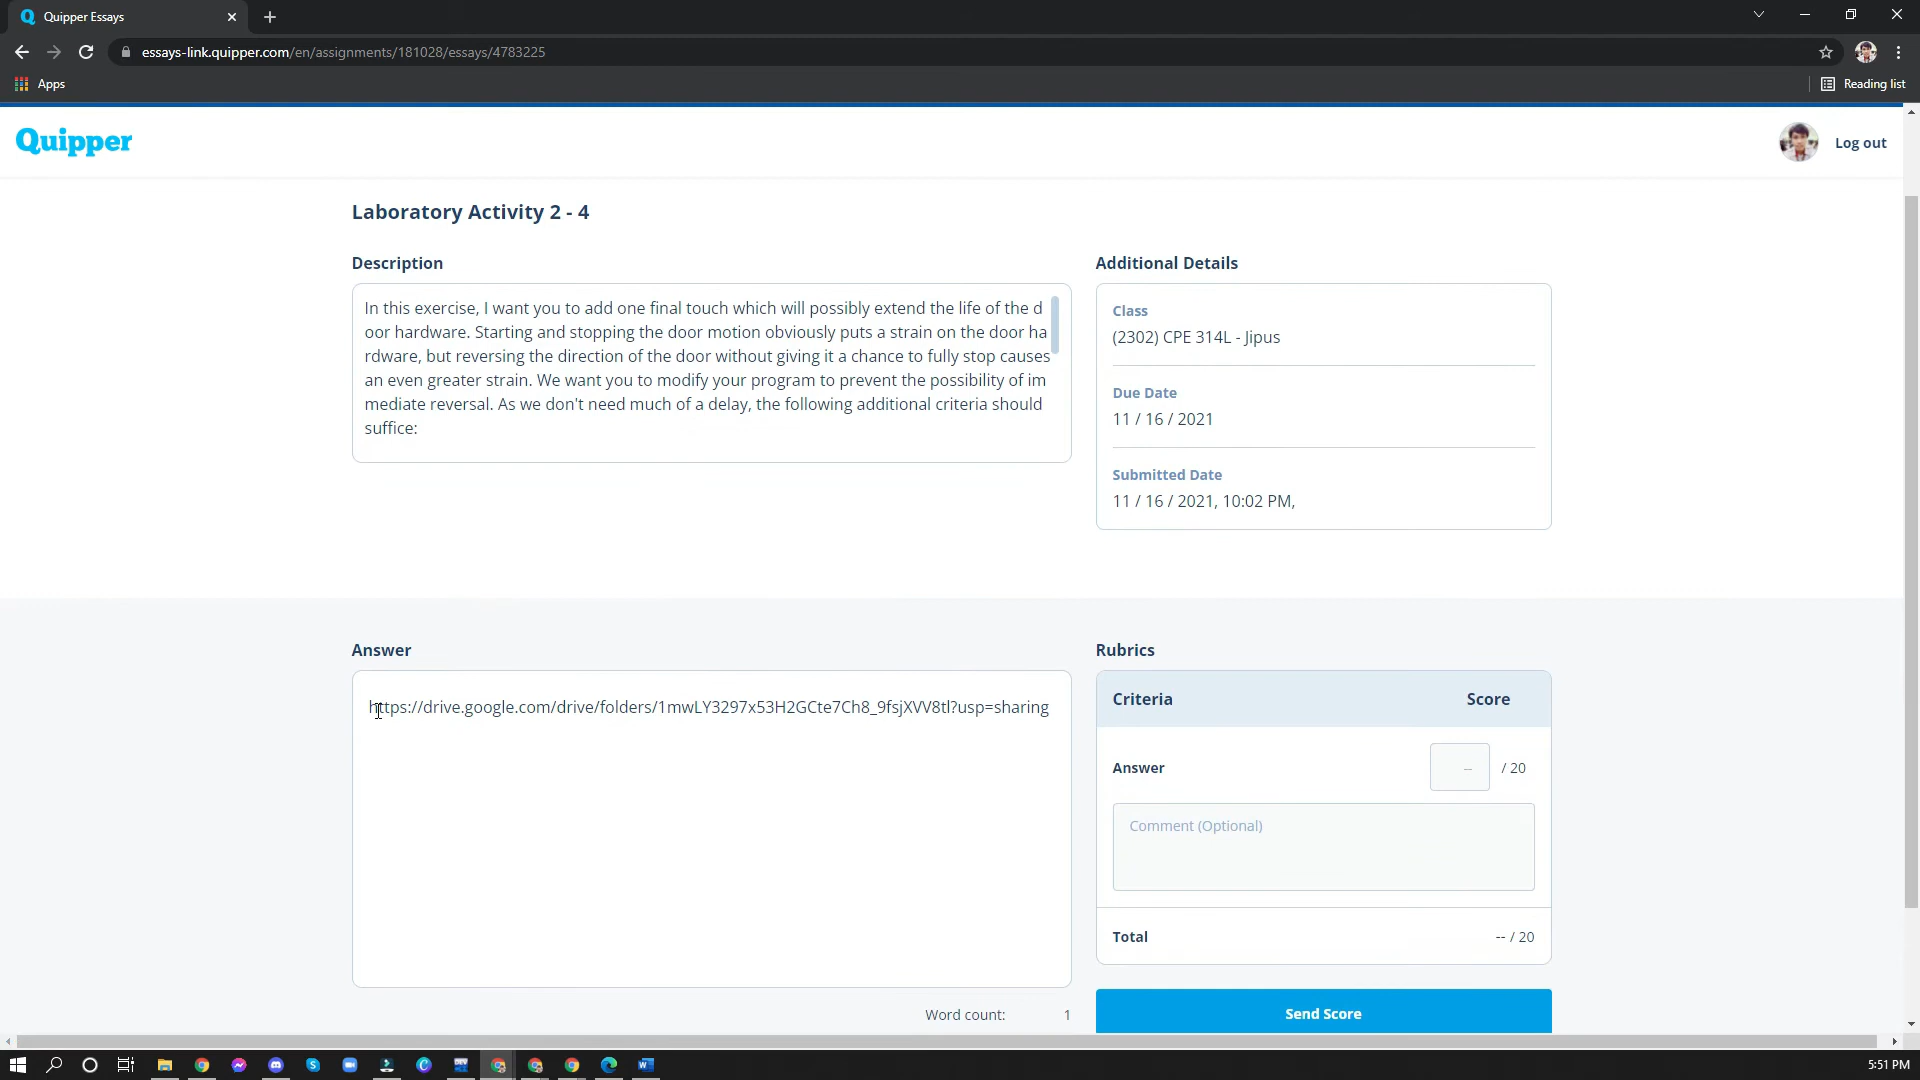 Quipper Essays
essays-link.quipper.com/en/assignments/181028/essays/4783225
Apps
Reading list
Quipper
Log out
Laboratory Activity 2 - 4
Description
In this exercise, I want you to add one final touch which will possibly extend the life of the d
oor hardware. Starting and stopping the door motion obviously puts a strain on the door ha
rdware, but reversing the direction of the door without giving it a chance to fully stop causes
an even greater strain. We want you to modify your program to prevent the possibility of im
mediate reversal. As we don't need much of a delay, the following additional criteria should
suffice:
Additional Details
Class
(2302) CPE 314L - Jipus
Due Date
11 / 16 / 2021
Submitted Date
11 / 16 / 2021, 10:02 PM,
Answer
https://drive.google.com/drive/folders/1mwLY3297x53H2GCte7Ch8_9fsjXVV8tl?usp=sharing
Word count: 1
Rubrics
Criteria Score
Answer -- / 20
Comment (Optional)
Total -- / 20
Send Score
5:51 PM